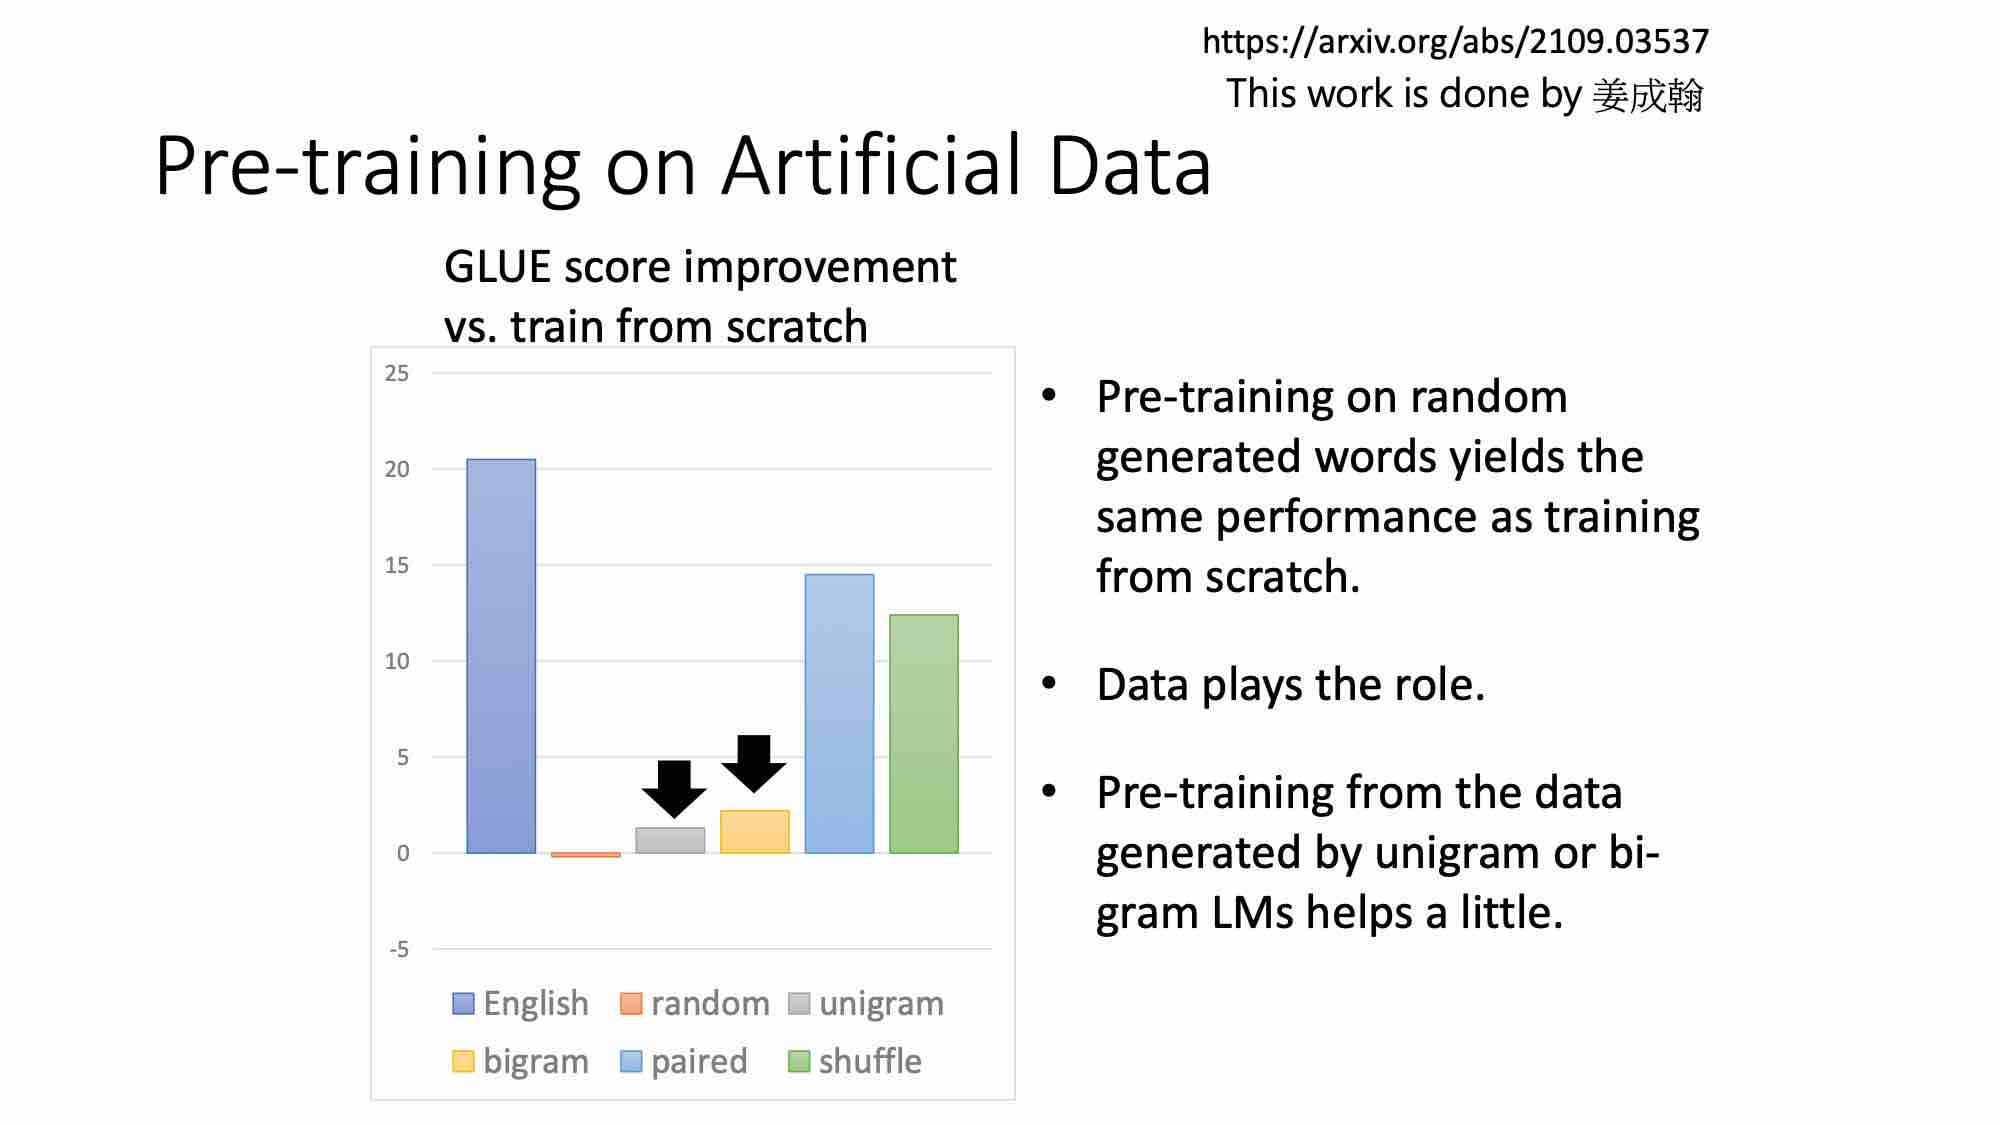 https://arxiv.org/abs/2109.03537
This work is done by 姜成翰
Pre-training on Artificial Data
GLUE score improvement
vs. train from scratch
25
20
15
10
5
0
-5
English random unigram
bigram paired shuffle
• Pre-training on random
generated words yields the
same performance as training
from scratch.
• Data plays the role.
• Pre-training from the data
generated by unigram or bi-
gram LMs helps a little.